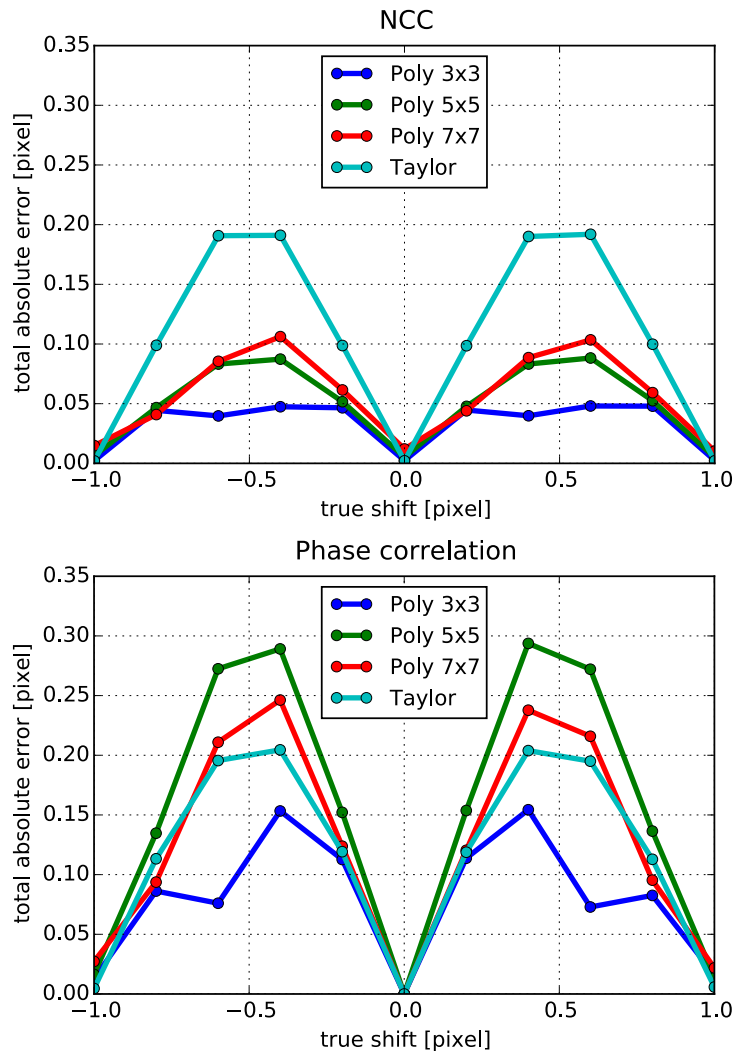 NCC
0.35
0.30
0.25
0.20
0.15
0.10
0.05
0.00
total absolute error [pixel]
Poly 3x3
Poly 5x5
Poly 7x7
Taylor
−1.0 −0.5 0.0 0.5 1.0
true shift [pixel]
Phase correlation
0.35
0.30
0.25
0.20
0.15
0.10
0.05
0.00
total absolute error [pixel]
Poly 3x3
Poly 5x5
Poly 7x7
Taylor
−1.0 −0.5 0.0 0.5 1.0
true shift [pixel]